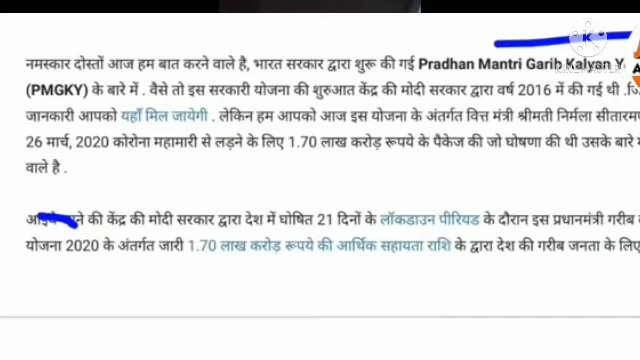 नमस्कार दोस्तों आज हम बात करने वाले है, भारत सरकार द्वारा शुरू की गई Pradhan Mantri Garib Kalyan Y
(PMGKY) के बारे में . वैसे तो इस सरकारी योजना की शुरुआत केंद्र की मोदी सरकार द्वारा वर्ष 2016 में की गई थी .जि
जानकारी आपको यहाँ मिल जायेगी . लेकिन हम आपको आज इस योजना के अंतर्गत वित्त मंत्री श्रीमती निर्मला सीतारमण
26 मार्च, 2020 कोरोना महामारी से लड़ने के लिए 1.70 लाख करोड़ रूपये के पैकेज की जो घोषणा की थी उसके बारे म
वाले है .
की केंद्र की मोदी सरकार द्वारा देश में घोषित 21 दिनों के लॉकडाउन पीरियड के दौरान इस प्रधानमंत्री गरीब
योजना 2020 के अंतर्गत जारी 1.70 लाख करोड़ रूपये की आर्थिक सहायता राशि के द्वारा देश की गरीब जनता के लिए